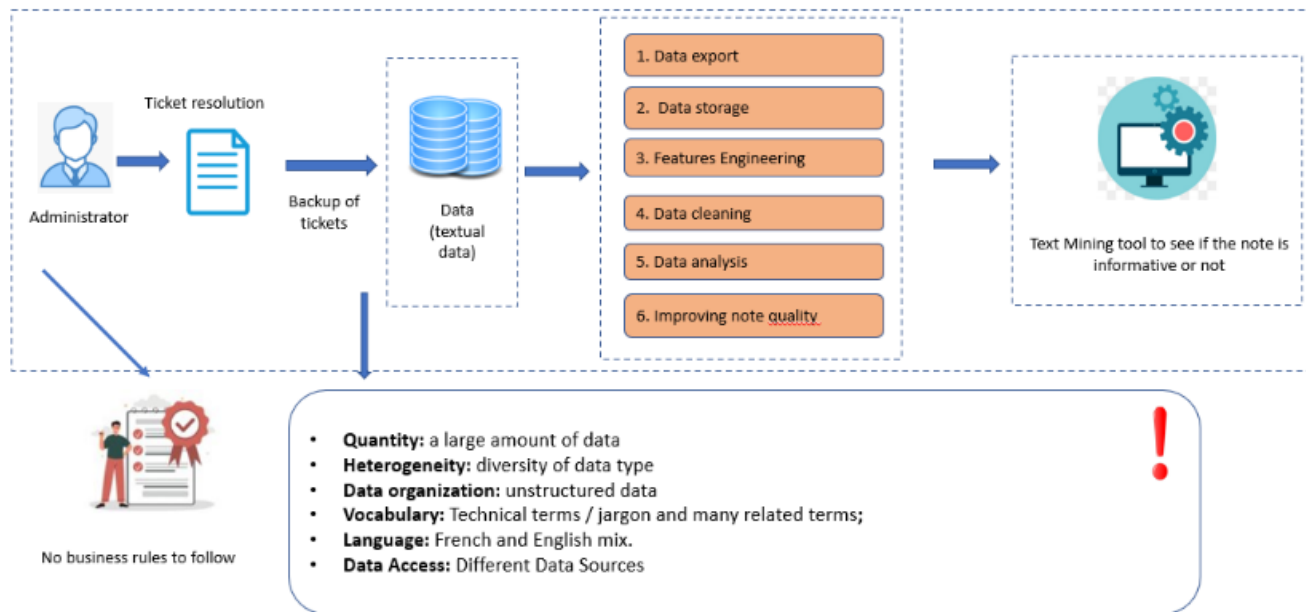 Ticket resolution
Administrator
Backup of
tickets
Data
(textual
data)
1. Data export
2. Data storage
3. Features Engineering
4. Data cleaning
5. Data analysis
6. Improving note quality
Text Mining tool to see if the note is
informative or not
No business rules to follow
• Quantity: a large amount of data
• Heterogeneity: diversity of data type
• Data organization: unstructured data
• Vocabulary: Technical terms / jargon and many related terms;
• Language: French and English mix.
• Data Access: Different Data Sources
!